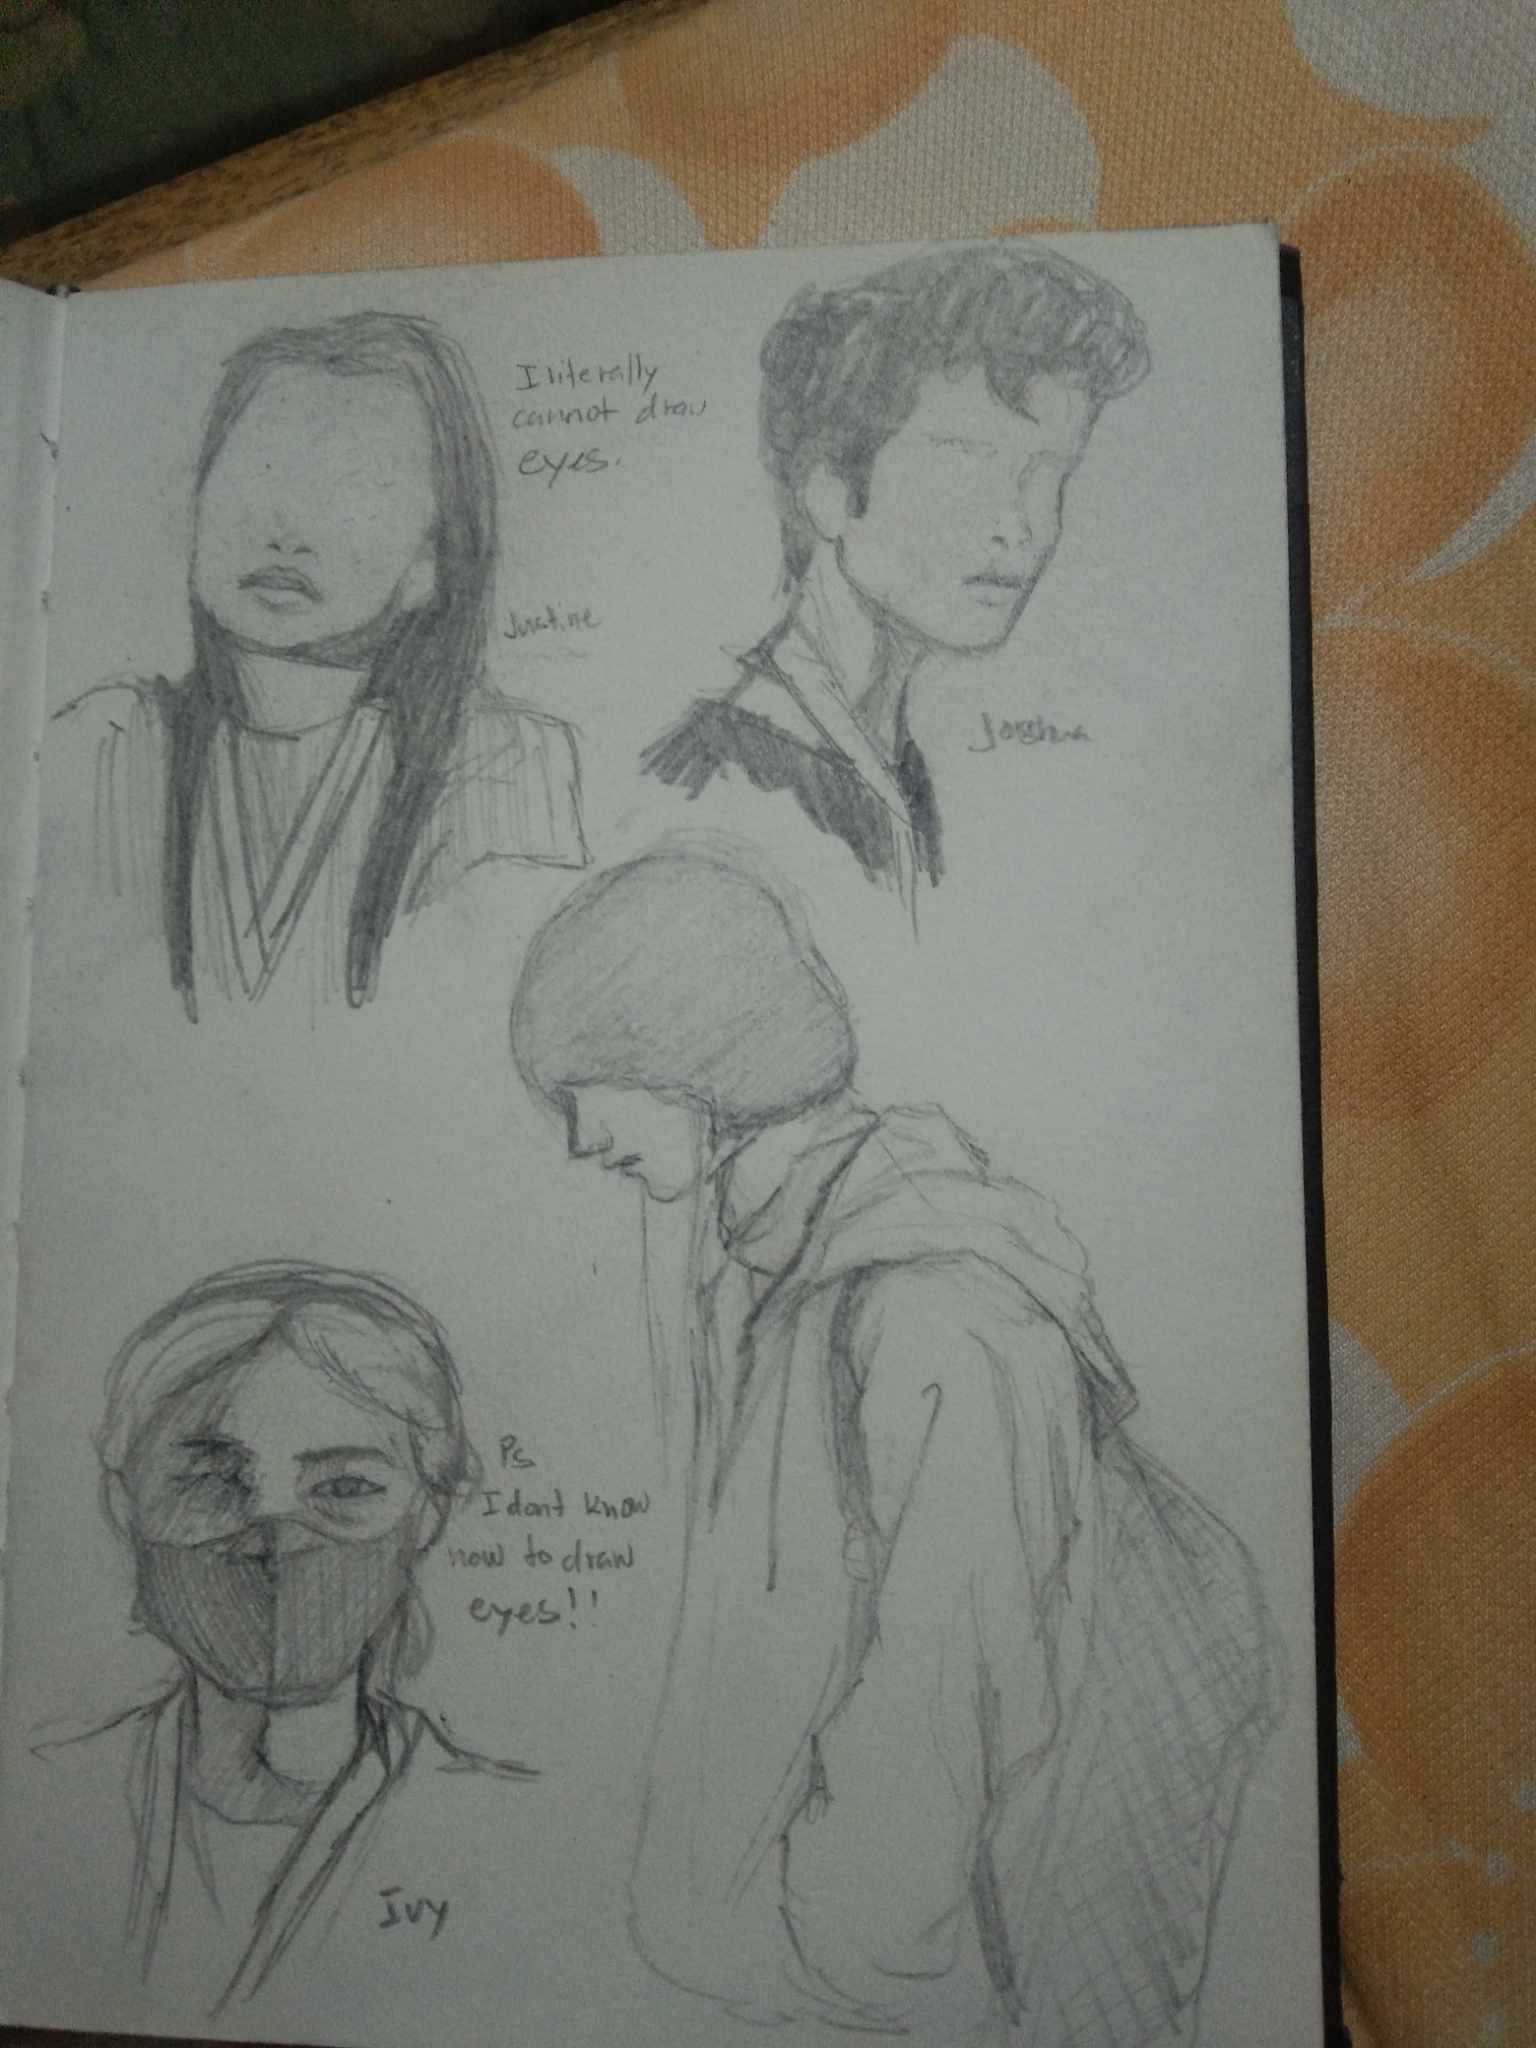 I literally
cannot draw
eyes.
Justine
Joshua
Ps
I dont know
how to draw
eyes!!
Ivy